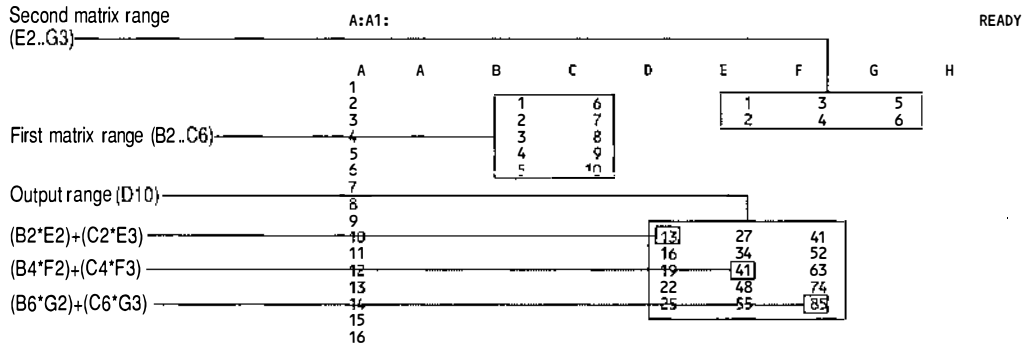 Second matrix range
(E2..G3)
A:A1:
READY
A A B C D E F G H
1
2 1 6 1 3 5
3 2 7 2 4 6
First matrix range (B2..C6)
4 3 8
5 4 9
6 5 10
7
Output range (D10)
8
9
(B2*E2)+(C2*E3)
10 13 27 41
11 16 34 52
(B4*F2)+(C4*F3)
12 19 41 63
13 22 48 74
(B6*G2)+(C6*G3)
14 25 55 85
15
16